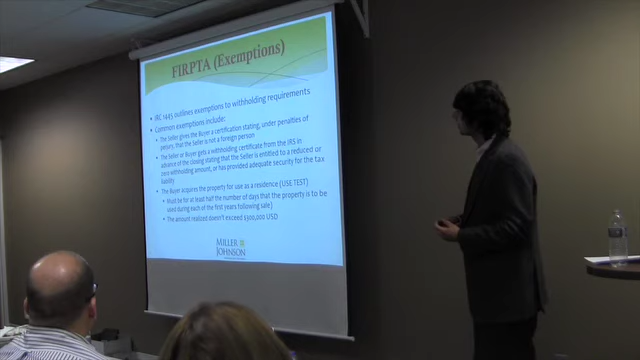 FIRPTA (Exemptions)
IRC 1445 outlines exemptions to withholding requirements
Common exemptions include:
The Seller gives the Buyer a certification stating, under penalties of
perjury, that the Seller is not a foreign person
The Seller or Buyer gets a withholding certificate from the IRS in
advance of the closing stating that the Seller is entitled to a reduced or
zero withholding amount, or has provided adequate security for the tax
liability
The Buyer acquires the property for use as a residence (USE TEST)
Must be for at least half the number of days that the property is to be
used during each of the first years following sale)
The amount realized doesn't exceed $300,000 USD
MILLER
JOHNSON